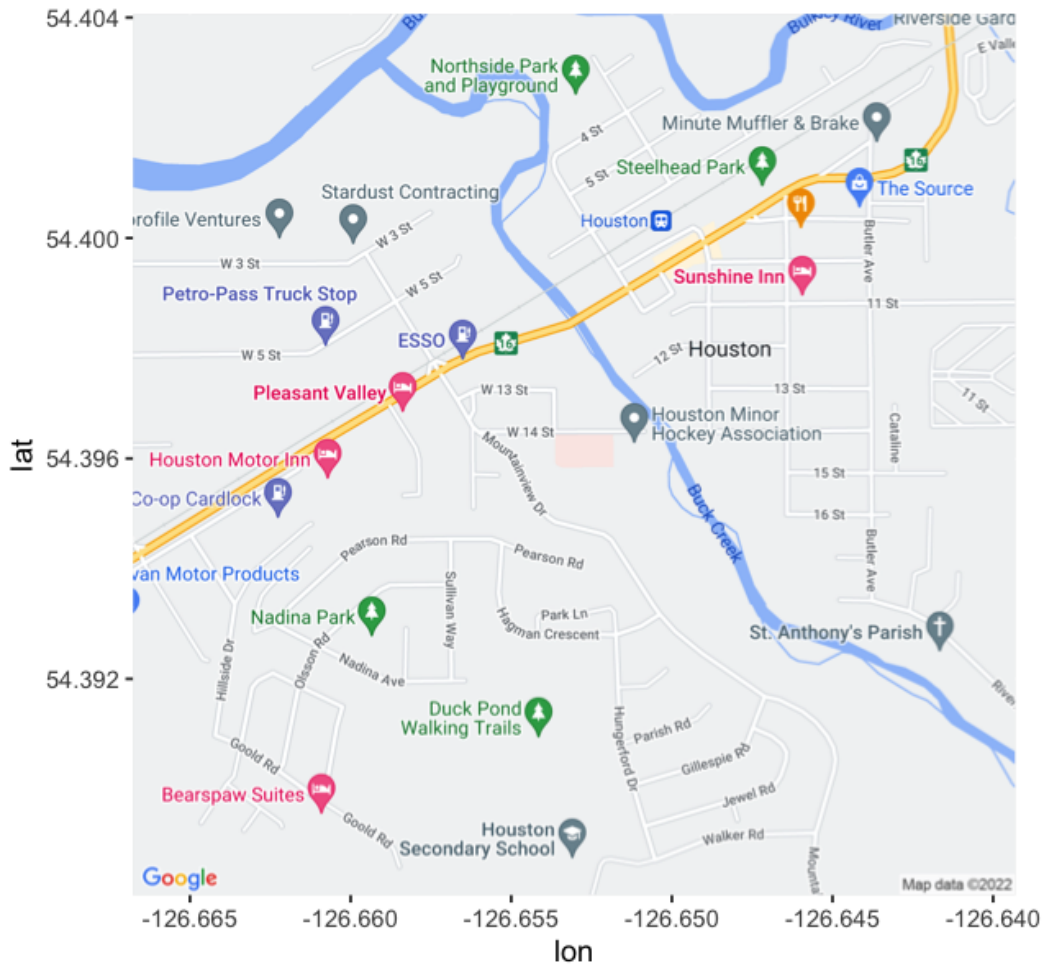 54.404
54.400
54.396
54.392
lat
-126.665
-126.660
-126.655
-126.650
-126.645
-126.640
lon
Bulkley River
Riverside Gard
E Valle
Northside Park
and Playground
Minute Muffler & Brake
4 St
5 St
Steelhead Park
16
The Source
Stardust Contracting
profile Ventures
Houston
W 3 St
W 3 St
Butler Ave
Sunshine Inn
W 5 St
Petro-Pass Truck Stop
11 St
ESSO
16
W 5 St
12 St
Houston
Pleasant Valley
W 13 St
13 St
11 St
Houston Minor
Hockey Association
W 14 St
Cataline
Mountainview Dr
Houston Motor Inn
15 St
Co-op Cardlock
16 St
Buck Creek
Butler Ave
Pearson Rd
Pearson Rd
van Motor Products
Sullivan Way
Nadina Park
Park Ln
Hagman Crescent
St. Anthony's Parish
Olsson Rd
Hillside Dr
Nadina Ave
River
Duck Pond
Walking Trails
Hungerford Dr
Parish Rd
Goold Rd
Gillespie Rd
Bearspaw Suites
Jewel Rd
Goold Rd
Houston
Secondary School
Walker Rd
Mountai
Google
Map data ©2022